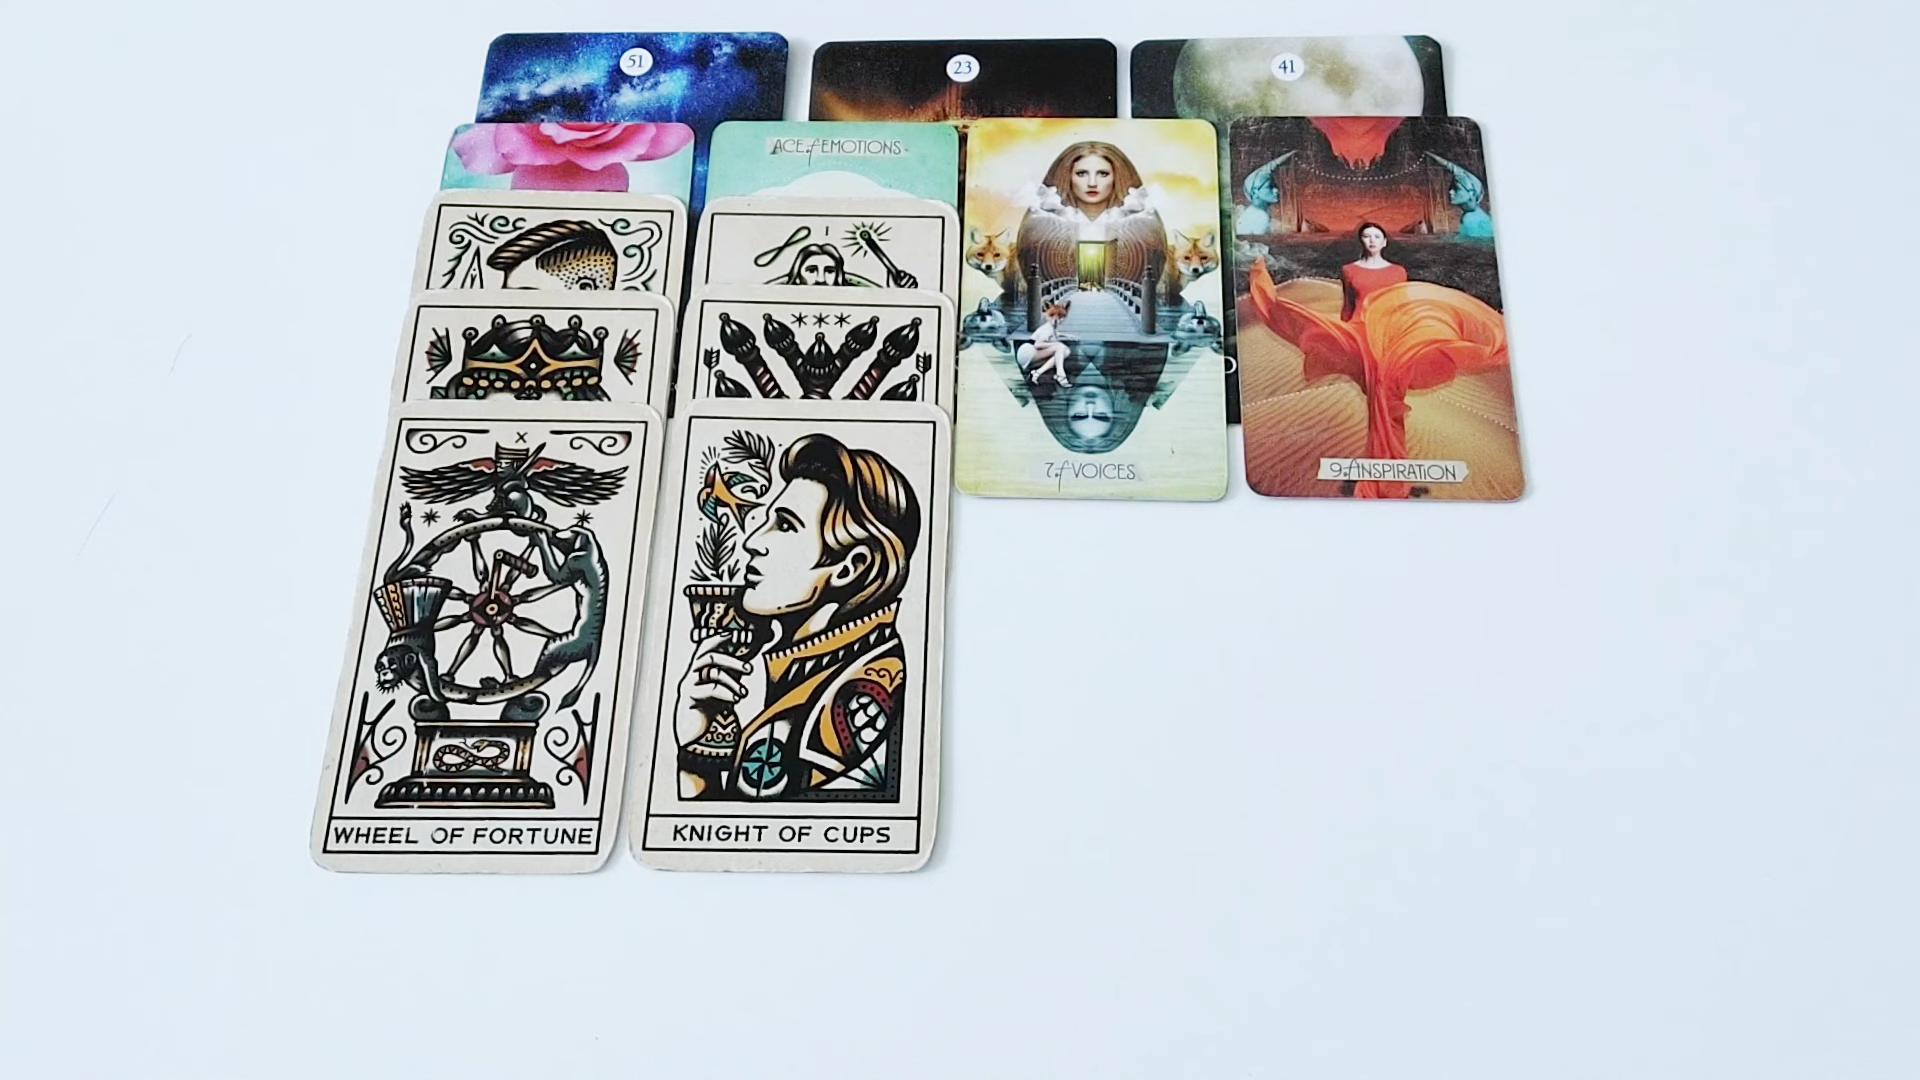 51
23
41
ACE of EMOTIONS
I
7 of VOICES
9 of INSPIRATION
X
WHEEL OF FORTUNE
KNIGHT OF CUPS